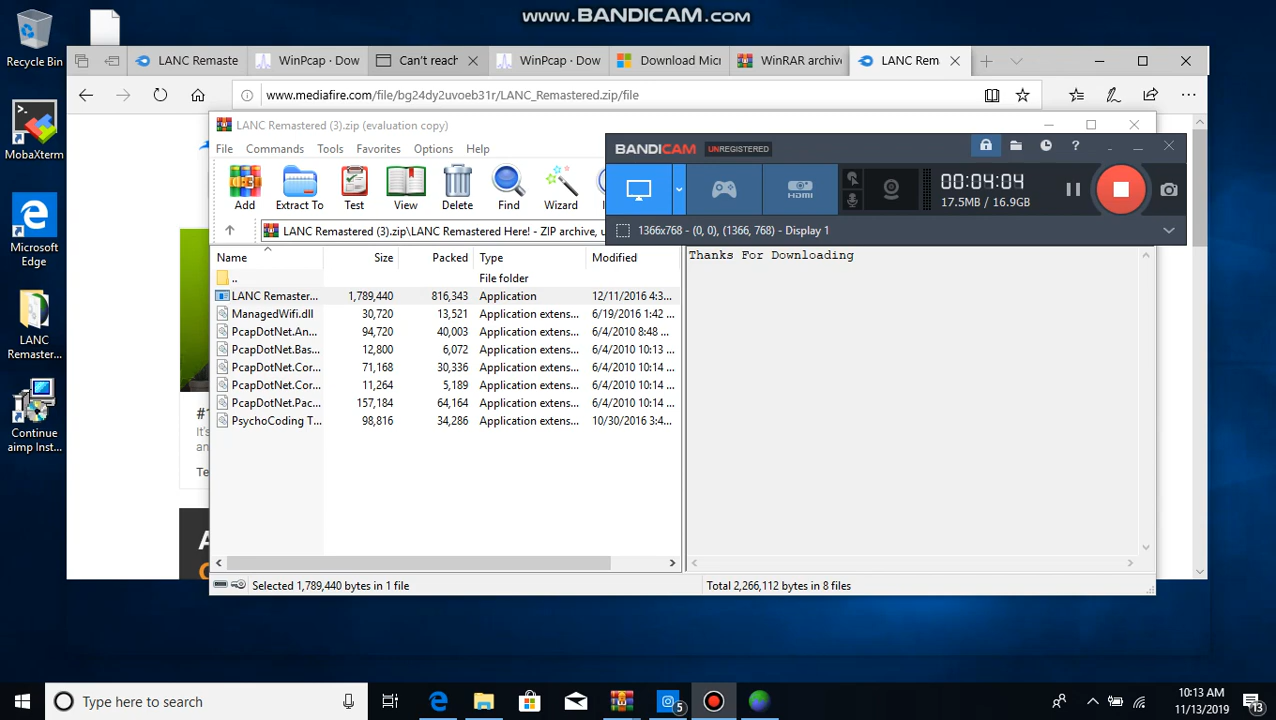 www.BANDICAM.com
Recycle Bin
MobaXterm
Microsoft
Edge
LANC
Remaster...
Continue
aimp Inst...
LANC Remaste
WinPcap · Dow
Can't reach
WinPcap · Dow
Download Micr
WinRAR archiv
LANC Rem
www.mediafire.com/file/bg24dy2uvoeb31r/LANC_Remastered.zip/file
LANC Remastered (3).zip (evaluation copy)
File Commands Tools Favorites Options Help
Add Extract To Test View Delete Find Wizard
LANC Remastered (3).zip\LANC Remastered Here! - ZIP archive, u
BANDICAM UNREGISTERED
HDMI
00:04:04
17.5MB / 16.9GB
1366x768 - (0, 0), (1366, 768) - Display 1
Name Size Packed Type Modified
.. File folder
LANC Remaster... 1,789,440 816,343 Application 12/11/2016 4:3...
ManagedWifi.dll 30,720 13,521 Application extens... 6/19/2016 1:42 ...
PcapDotNet.An... 94,720 40,003 Application extens... 6/4/2010 8:48 ...
PcapDotNet.Bas... 12,800 6,072 Application extens... 6/4/2010 10:13 ...
PcapDotNet.Cor... 71,168 30,336 Application extens... 6/4/2010 10:14 ...
PcapDotNet.Cor... 11,264 5,189 Application extens... 6/4/2010 10:14 ...
PcapDotNet.Pac... 157,184 64,164 Application extens... 6/4/2010 10:14 ...
PsychoCoding T... 98,816 34,286 Application extens... 10/30/2016 3:4...
Thanks For Downloading
#1
It's
an
Te
Selected 1,789,440 bytes in 1 file
Total 2,266,112 bytes in 8 files
Type here to search
5
10:13 AM
11/13/2019
13